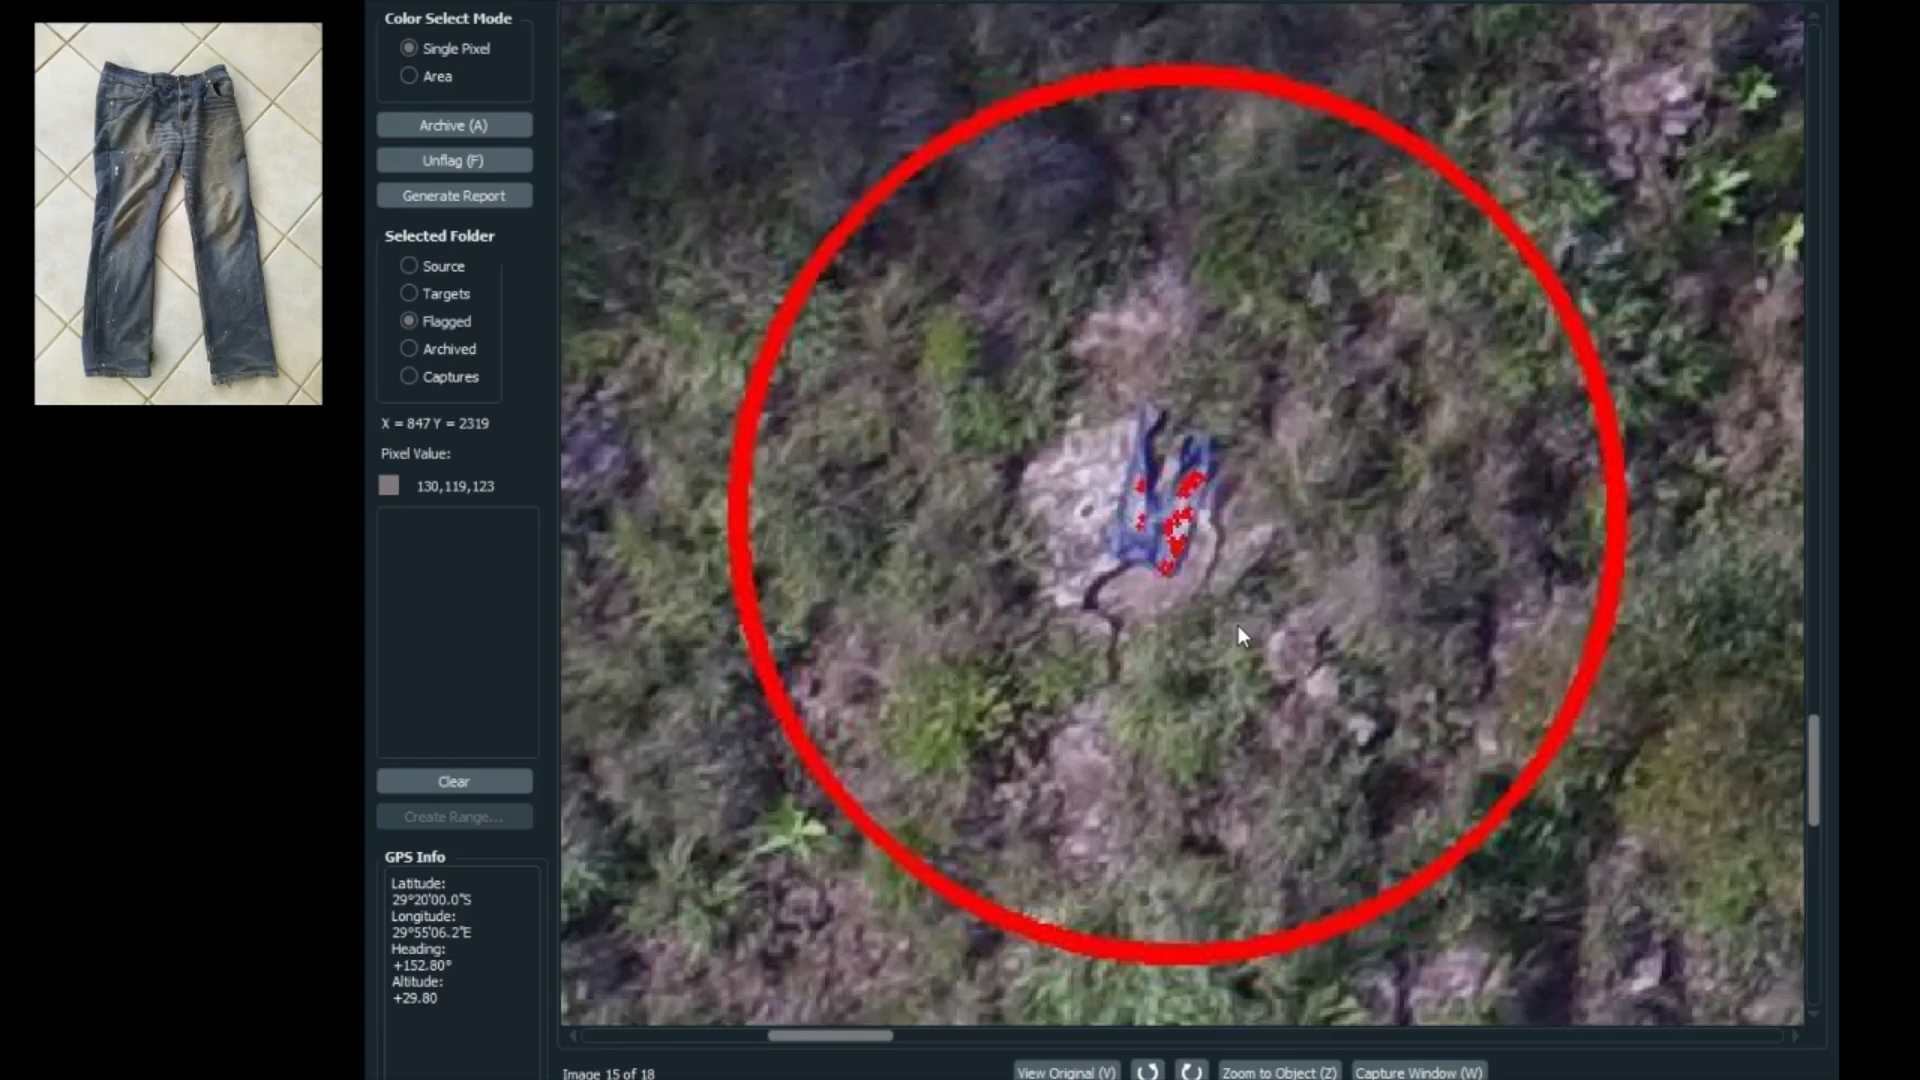 Color Select Mode
Single Pixel
Area
Archive (A)
Unflag (F)
Generate Report
Selected Folder
Source
Targets
Flagged
Archived
Captures
X = 847 Y = 2319
Pixel Value:
130,119,123
Clear
Create Range...
GPS Info
Latitude:
29°20'00.0"S
Longitude:
29°55'06.2"E
Heading:
+152.80°
Altitude:
+29.80
Image 15 of 18
View Original (V)
Zoom to Object (Z)
Capture Window (W)